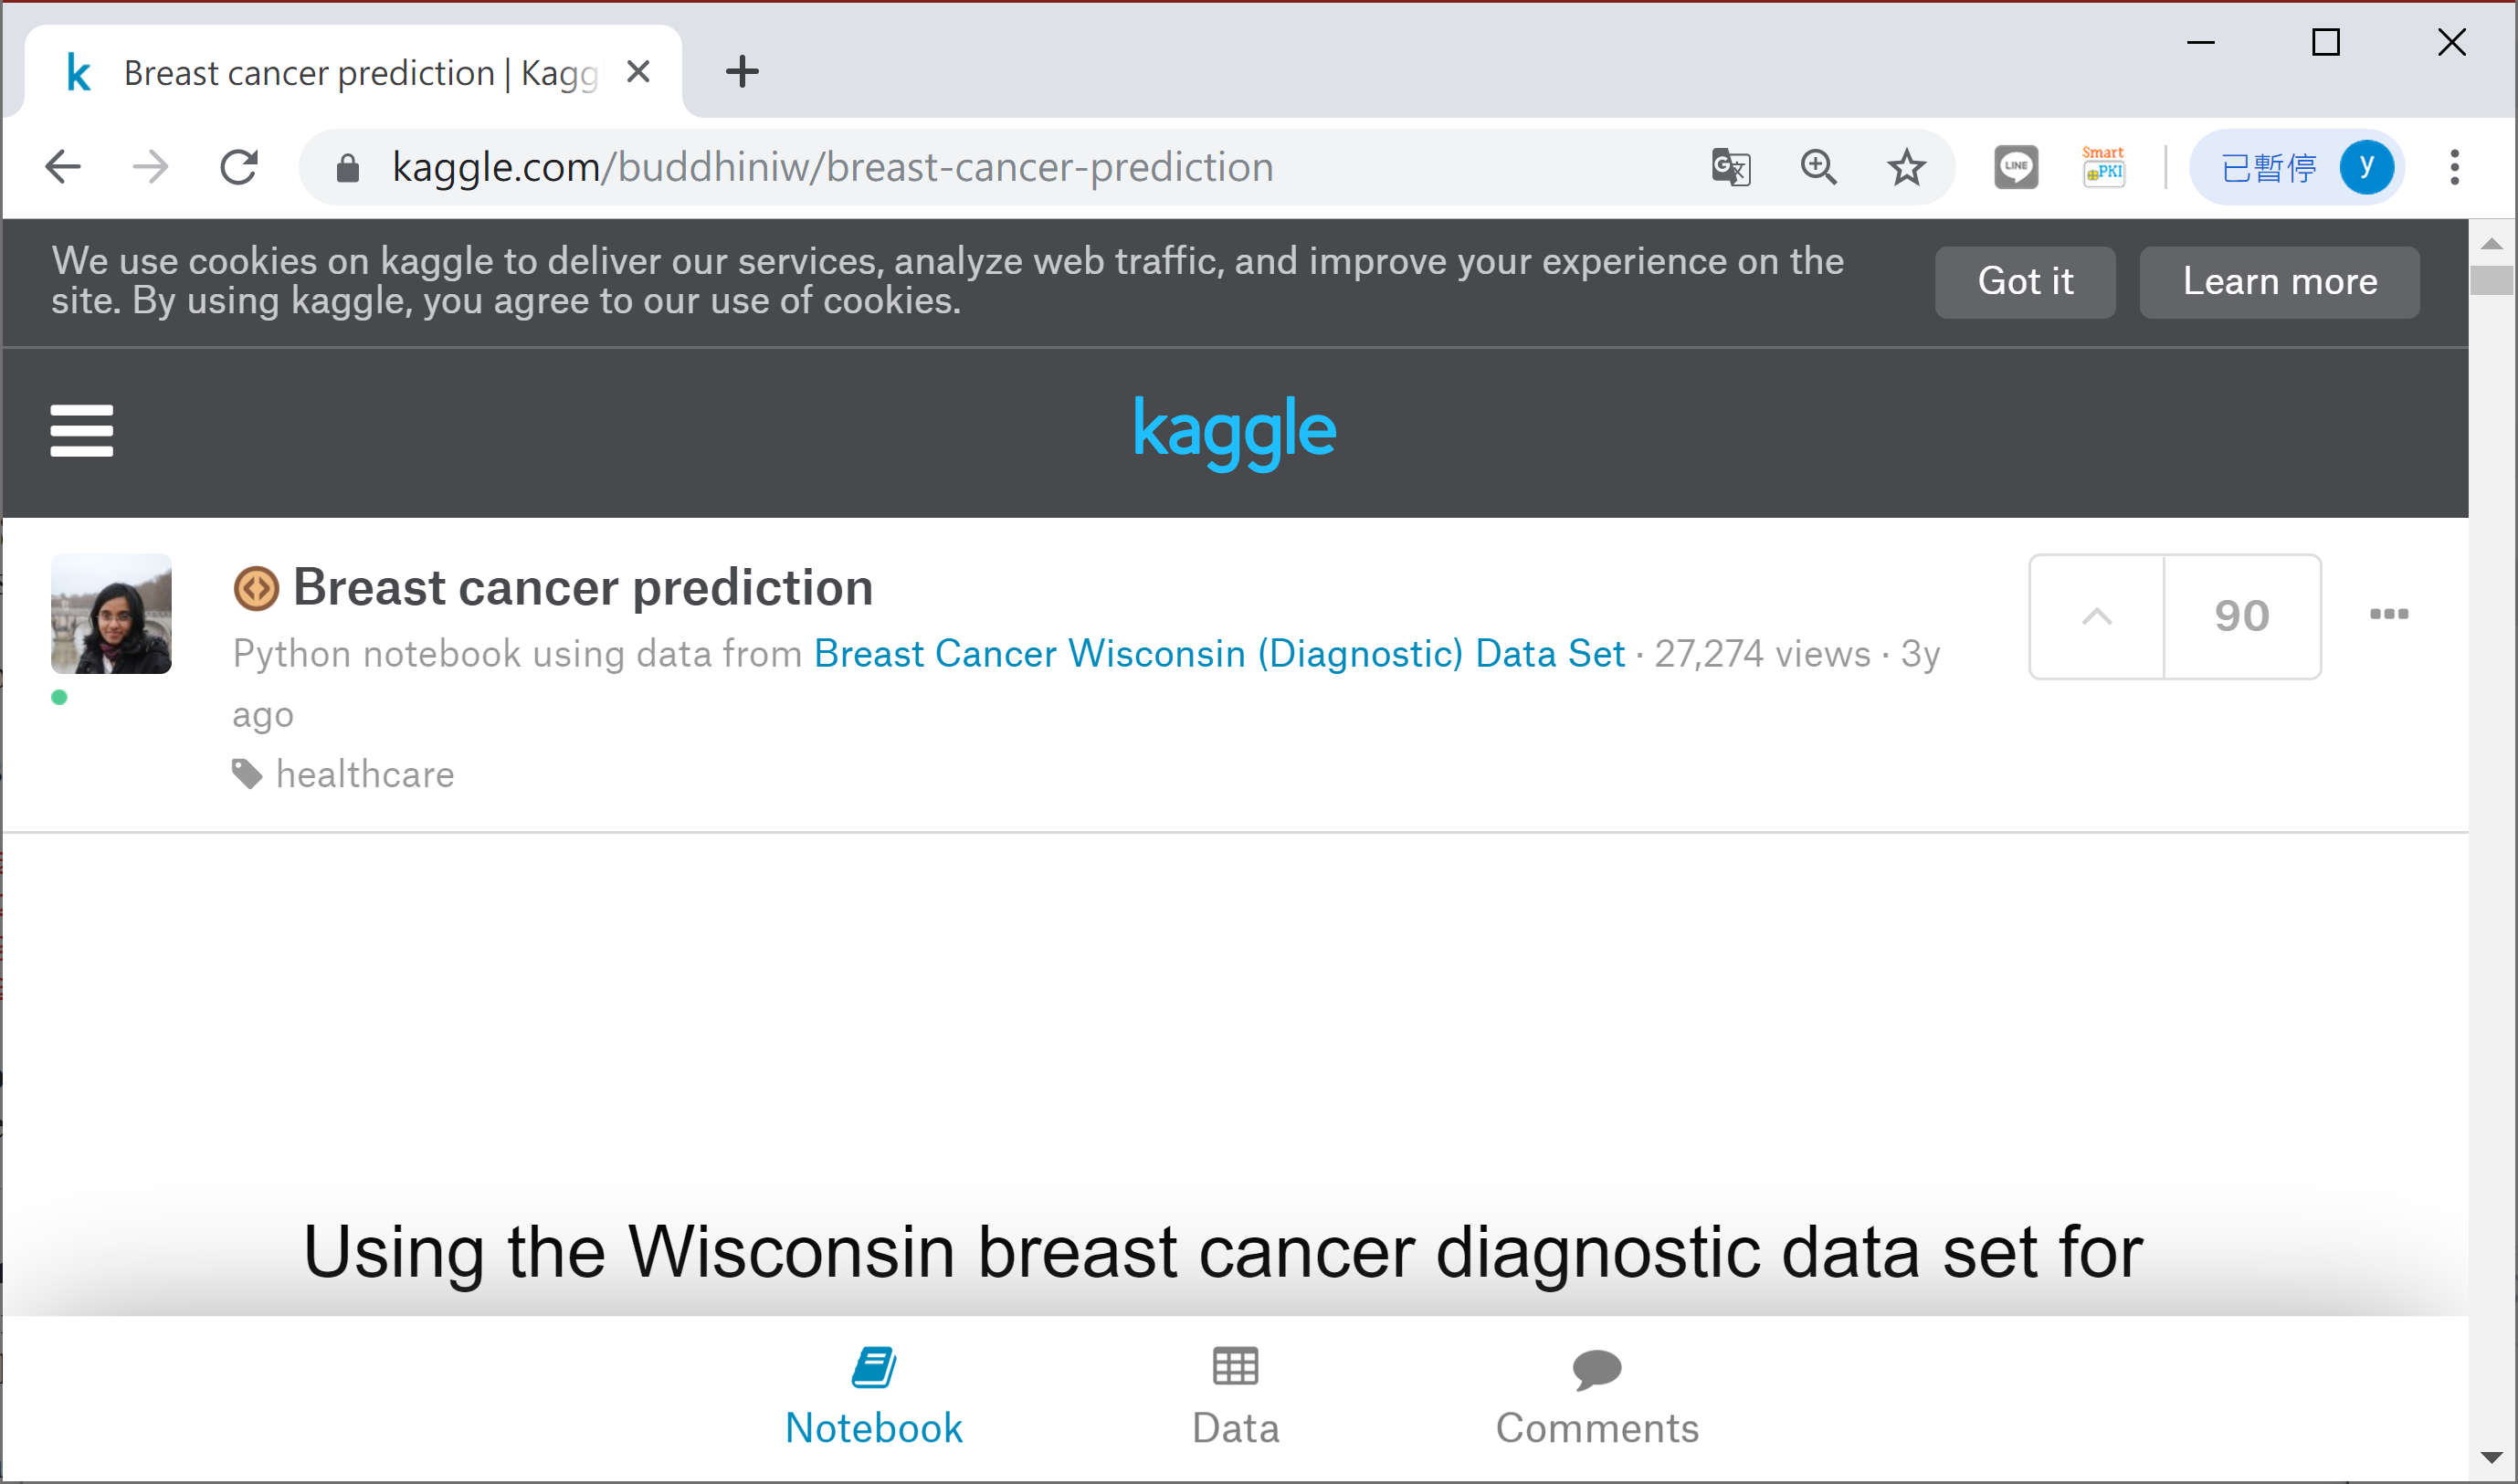 k Breast cancer prediction | Kagg
kaggle.com/buddhiniw/breast-cancer-prediction
G文
LINE
Smart
PKI
已暫停
y
We use cookies on kaggle to deliver our services, analyze web traffic, and improve your experience on the
site. By using kaggle, you agree to our use of cookies.
Got it
Learn more
kaggle
Breast cancer prediction
Python notebook using data from Breast Cancer Wisconsin (Diagnostic) Data Set · 27,274 views · 3y
ago
healthcare
90
Using the Wisconsin breast cancer diagnostic data set for
Notebook
Data
Comments